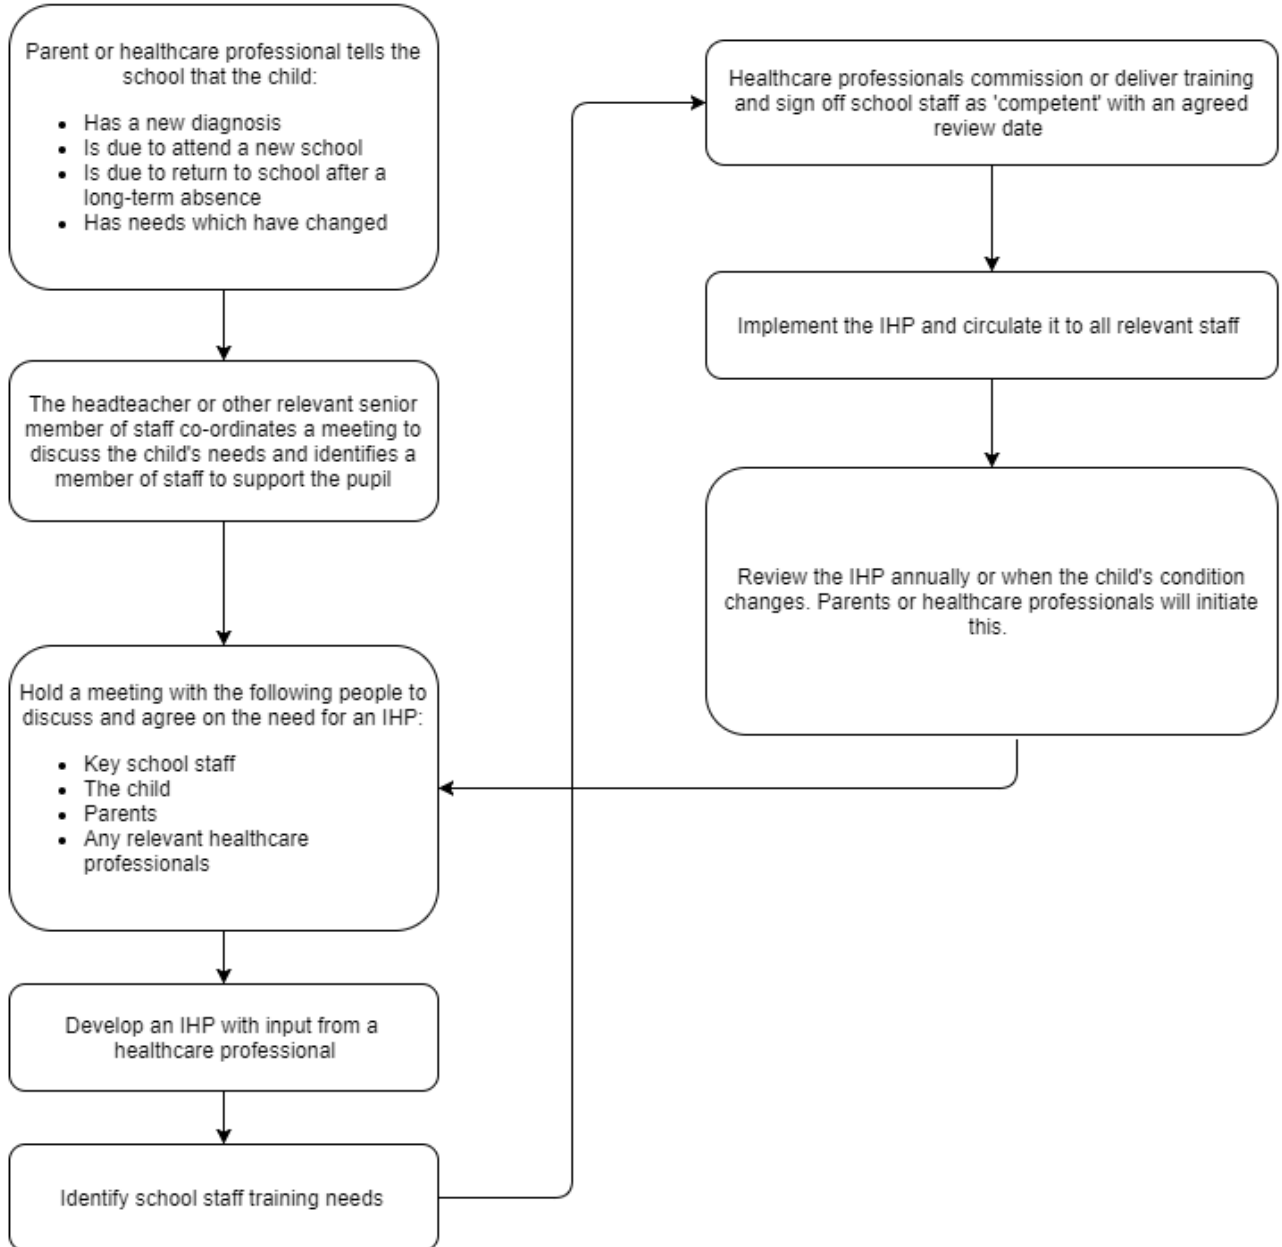 Parent or healthcare professional tells the
school that the child:
• Has a new diagnosis
• Is due to attend a new school
• Is due to return to school after a
long-term absence
• Has needs which have changed
The headteacher or other relevant senior
member of staff co-ordinates a meeting to
discuss the child's needs and identifies a
member of staff to support the pupil
Hold a meeting with the following people to
discuss and agree on the need for an IHP:
• Key school staff
• The child
• Parents
• Any relevant healthcare
professionals
Develop an IHP with input from a
healthcare professional
Identify school staff training needs
Healthcare professionals commission or deliver training
and sign off school staff as 'competent' with an agreed
review date
Implement the IHP and circulate it to all relevant staff
Review the IHP annually or when the child's condition
changes. Parents or healthcare professionals will initiate
this.